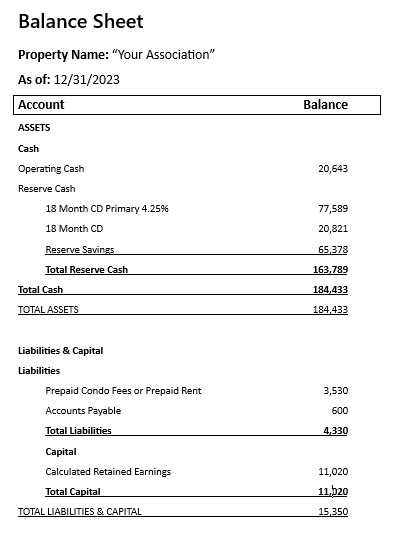 Balance Sheet
Property Name: “Your Association”
As of: 12/31/2023
Account Balance
ASSETS
Cash
Operating Cash 20,643
Reserve Cash
18 Month CD Primary 4.25% 77,589
18 Month CD 20,821
Reserve Savings 65,378
Total Reserve Cash 163,789
Total Cash 184,433
TOTAL ASSETS 184,433
Liabilities & Capital
Liabilities
Prepaid Condo Fees or Prepaid Rent 3,530
Accounts Payable 600
Total Liabilities 4,330
Capital
Calculated Retained Earnings 11,020
Total Capital 11,020
TOTAL LIABILITIES & CAPITAL 15,350